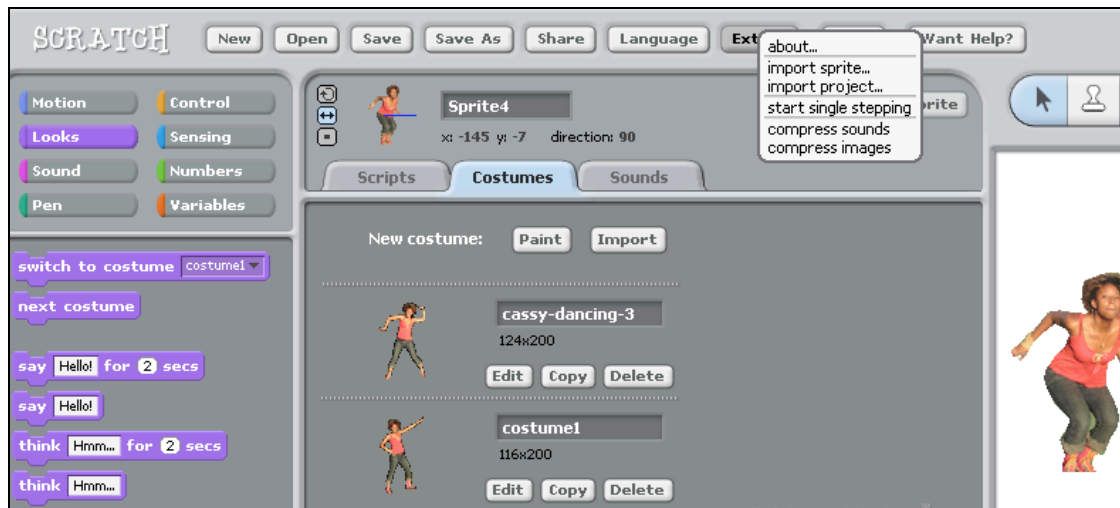 SCRATCH
New Open Save Save As Share Language Want Help?
about...
import sprite...
import project...
start single stepping
compress sounds
compress images
Motion Control
Looks Sensing
Sound Numbers
Pen Variables
Sprite4
x: -145 y: -7 direction: 90
Scripts Costumes Sounds
New costume: Paint Import
cassy-dancing-3
124x200
Edit Copy Delete
costume1
116x200
Edit Copy Delete
switch to costume costume1
next costume
say Hello! for 2 secs
say Hello!
think Hmm... for 2 secs
think Hmm...